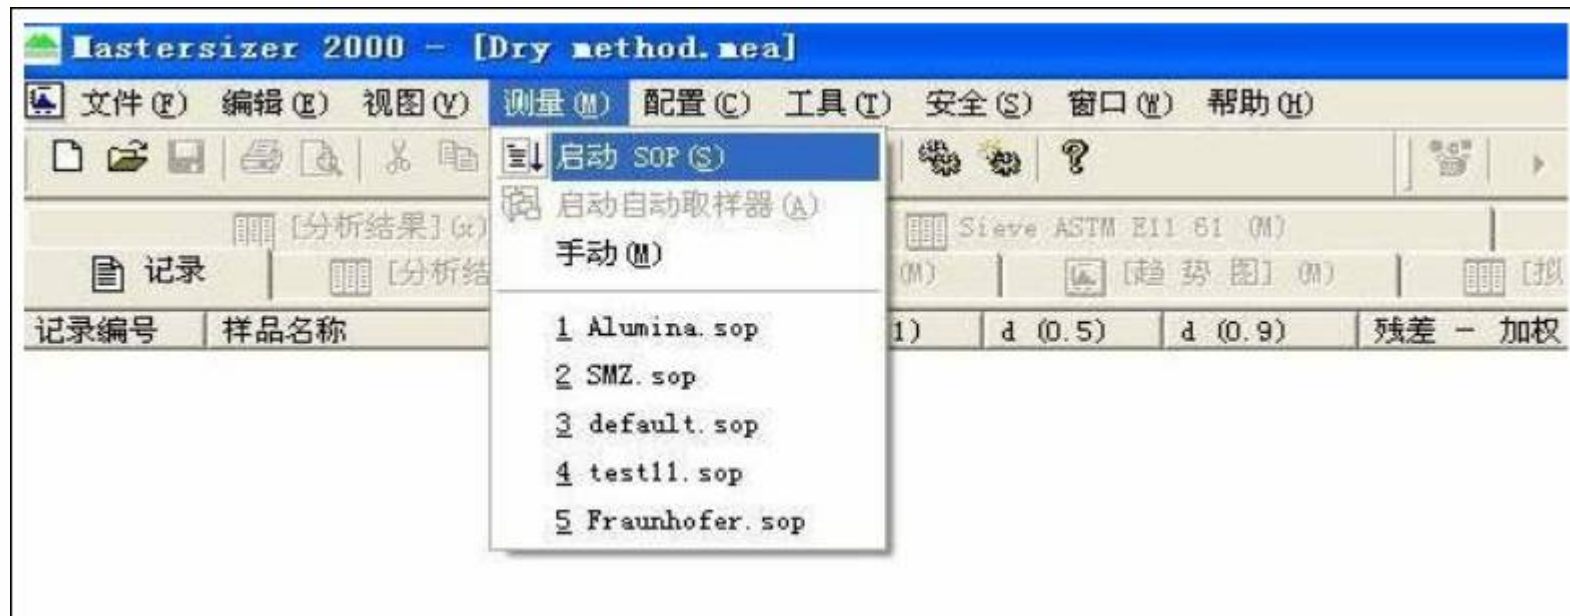 Mastersizer 2000 - [Dry method.mea]
文件(F) 编辑(E) 视图(V) 测量(M) 配置(C) 工具(T) 安全(S) 窗口(W) 帮助(H)
启动 SOP(S)
启动自动取样器(A)
[分析结果](x) Sieve ASTM E11 61 (M)
手动(M)
记录 [分析结 (M) [趋 势 图] (M) [拟
记录编号 样品名称 1) d (0.5) d (0.9) 残差 - 加权
1 Alumina.sop
2 SMZ.sop
3 default.sop
4 test11.sop
5 Fraunhofer.sop